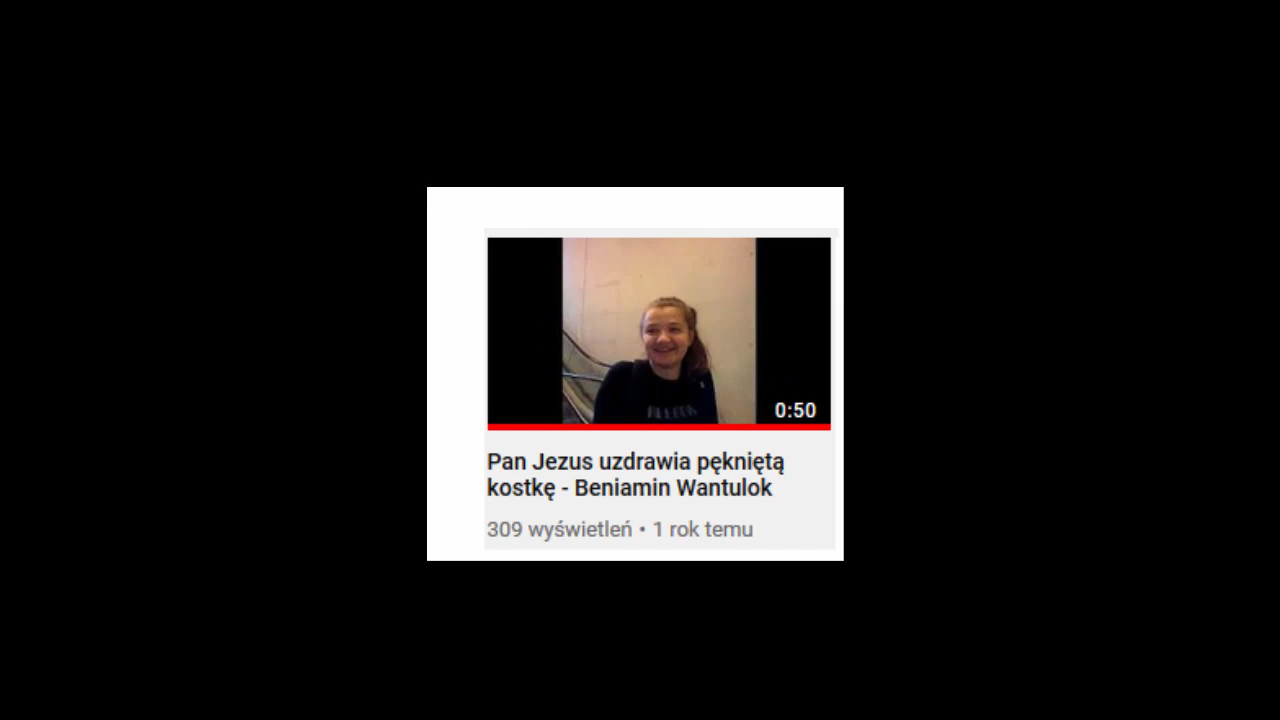 0:50
Pan Jezus uzdrawia pękniętą
kostkę - Beniamin Wantulok
309 wyświetleń • 1 rok temu